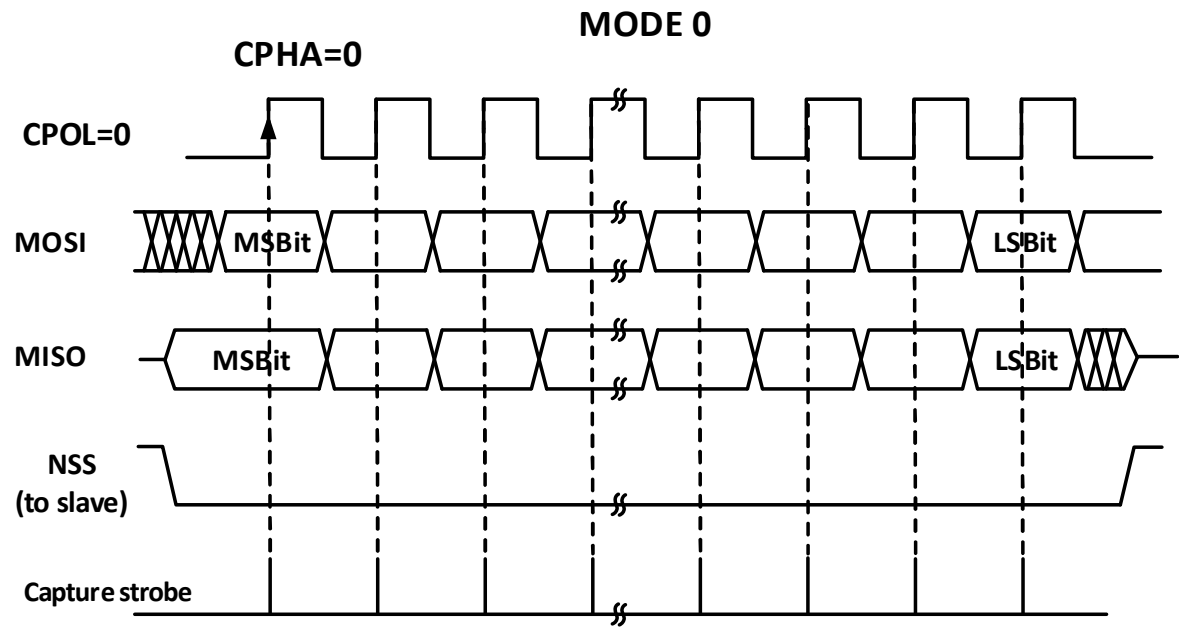 MODE 0
CPHA=0
CPOL=0
MOSI
MSBit
LSBit
MISO
MSBit
LSBit
NSS
(to slave)
Capture strobe